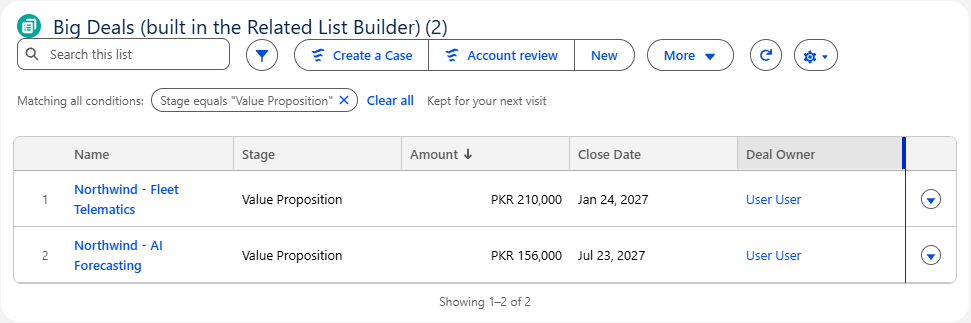 Big Deals (built in the Related List Builder) (2)
Search this list
Create a Case
Account review
New
More
Matching all conditions:
Stage equals "Value Proposition"
Clear all
Kept for your next visit
Name Stage Amount Close Date Deal Owner
1 Northwind - Fleet Telematics Value Proposition PKR 210,000 Jan 24, 2027 User User
2 Northwind - AI Forecasting Value Proposition PKR 156,000 Jul 23, 2027 User User
Showing 1–2 of 2